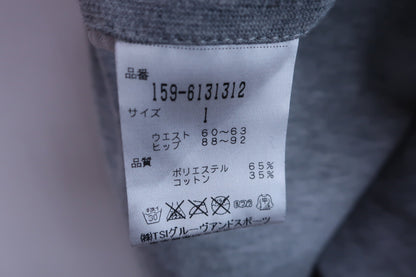 品番
159-6131312
サイズ
1
ウエスト 60~63
ヒップ 88~92
品質
ポリエステル 65%
コットン 35%
㈱TSIグルーヴアンドスポーツ